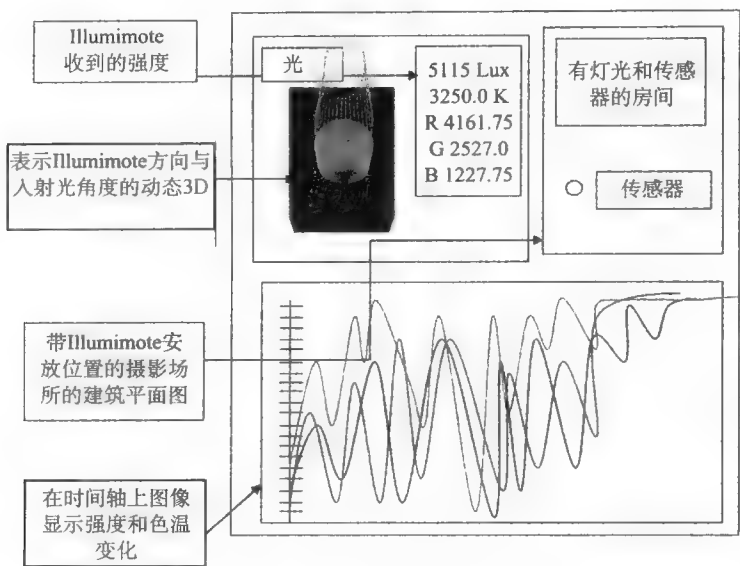 Illumimote
收到的强度
光
5115 Lux
3250.0 K
R 4161.75
G 2527.0
B 1227.75
有灯光和传感
器的房间
传感器
表示Illumimote方向与
入射光角度的动态3D
带Illumimote安
放位置的摄影场
所的建筑平面图
在时间轴上图像
显示强度和色温
变化